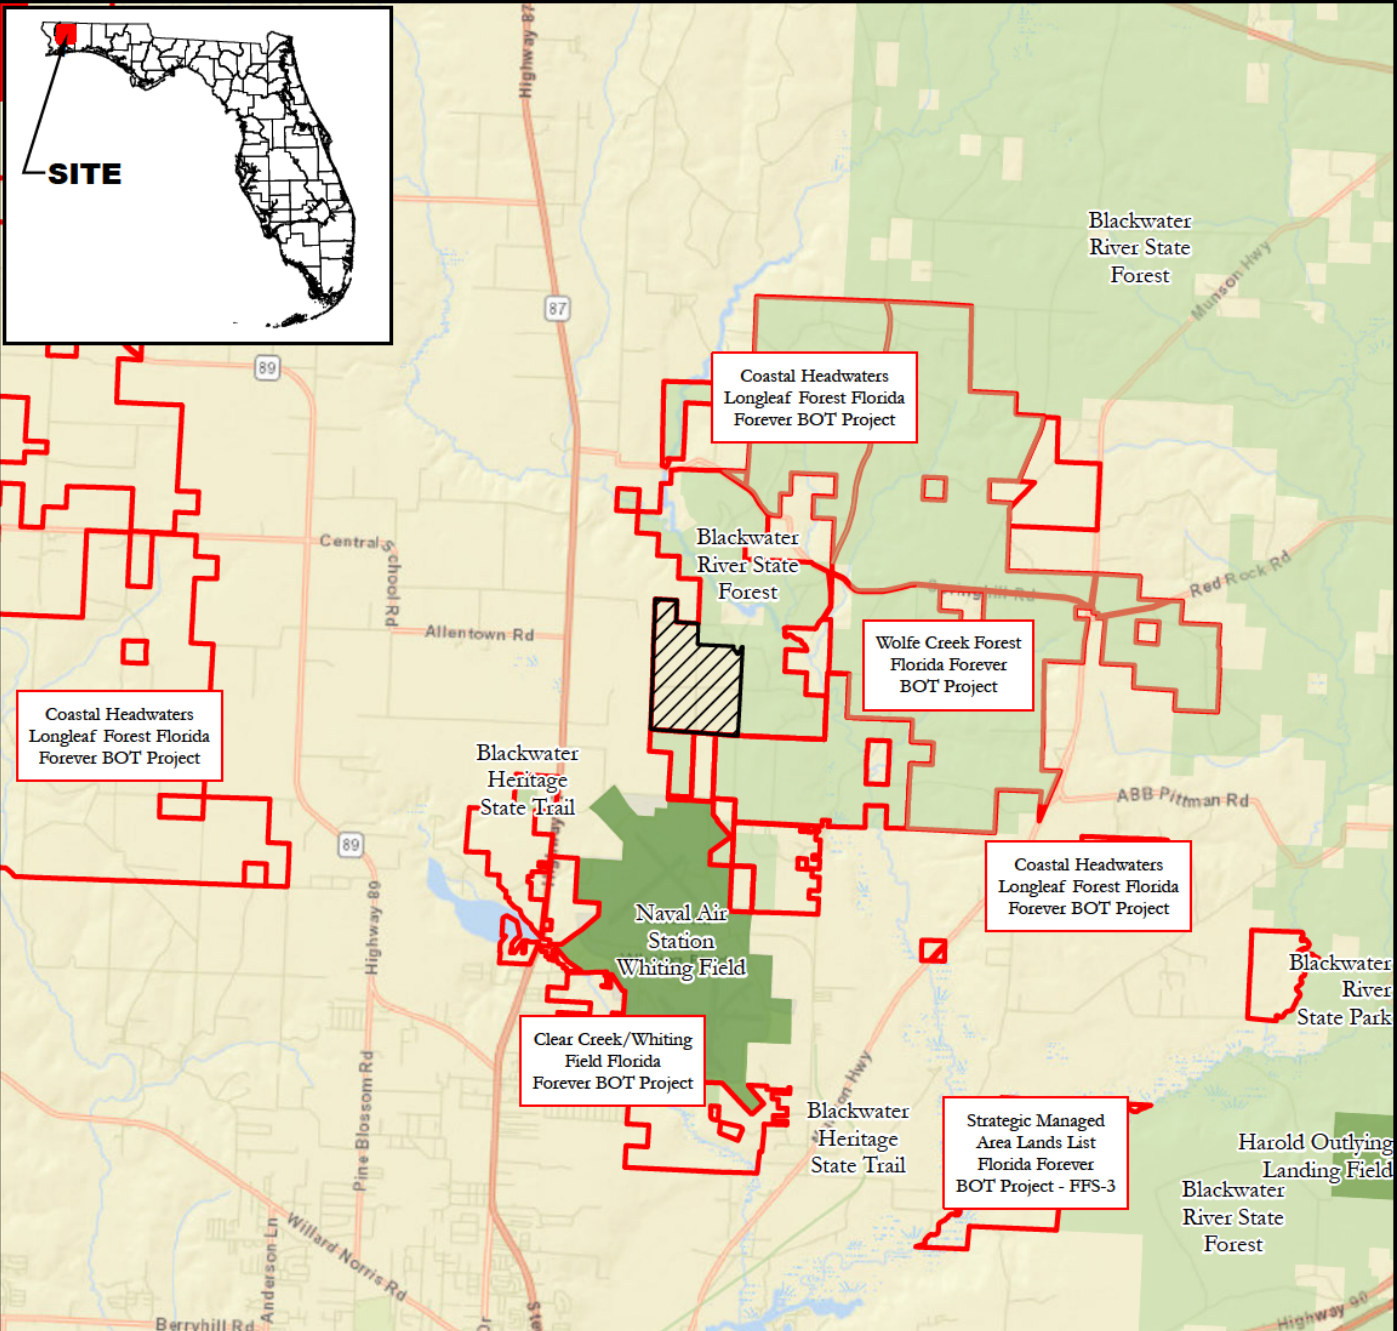 SITE
Highway 87
87
89
Blackwater
River State
Forest
Munson Hwy
Coastal Headwaters
Longleaf Forest Florida
Forever BOT Project
Central School Rd
Blackwater
River State
Forest
Allentown Rd
Springhill Rd
Red Rock Rd
Wolfe Creek Forest
Florida Forever
BOT Project
Coastal Headwaters
Longleaf Forest Florida
Forever BOT Project
Blackwater
Heritage
State Trail
Highway
ABB Pittman Rd
89
Highway 89
Coastal Headwaters
Longleaf Forest Florida
Forever BOT Project
Naval Air
Station
Whiting Field
Blackwater
River
State Park
Clear Creek/Whiting
Field Florida
Forever BOT Project
Pine Blossom Rd
Hwy
Blackwater
Heritage
State Trail
Strategic Managed
Area Lands List
Florida Forever
BOT Project - FFS-3
Harold Outlying
Landing Field
Blackwater
River State
Forest
Willard Norris Rd
Anderson Ln
Berryhill Rd
Dr
Ste
Highway 90